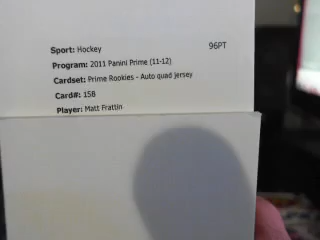 Sport: Hockey 96PT
Program: 2011 Panini Prime (11-12)
Cardset: Prime Rookies - Auto quad jersey
Card#: 158
Player: Matt Frattin